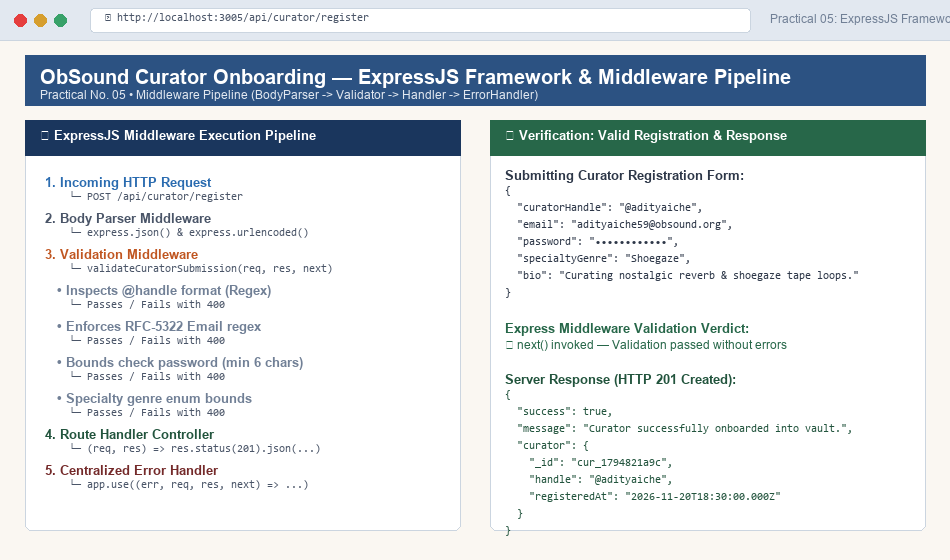 http://localhost:3005/api/curator/register
Practical 05: ExpressJS Framewo
ObSound Curator Onboarding — ExpressJS Framework & Middleware Pipeline
Practical No. 05 • Middleware Pipeline (BodyParser -> Validator -> Handler -> ErrorHandler)
ExpressJS Middleware Execution Pipeline
1. Incoming HTTP Request
└─ POST /api/curator/register
2. Body Parser Middleware
└─ express.json() & express.urlencoded()
3. Validation Middleware
└─ validateCuratorSubmission(req, res, next)
• Inspects @handle format (Regex)
└─ Passes / Fails with 400
• Enforces RFC-5322 Email regex
└─ Passes / Fails with 400
• Bounds check password (min 6 chars)
└─ Passes / Fails with 400
• Specialty genre enum bounds
└─ Passes / Fails with 400
4. Route Handler Controller
└─ (req, res) => res.status(201).json(...)
5. Centralized Error Handler
└─ app.use((err, req, res, next) => ...)
Verification: Valid Registration & Response
Submitting Curator Registration Form:
{
"curatorHandle": "@adityaiche",
"email": "adityaiche59@obsound.org",
"password": "••••••••••••",
"specialtyGenre": "Shoegaze",
"bio": "Curating nostalgic reverb & shoegaze tape loops."
}
Express Middleware Validation Verdict:
next() invoked — Validation passed without errors
Server Response (HTTP 201 Created):
{
"success": true,
"message": "Curator successfully onboarded into vault.",
"curator": {
"_id": "cur_1794821a9c",
"handle": "@adityaiche",
"registeredAt": "2026-11-20T18:30:00.000Z"
}
}